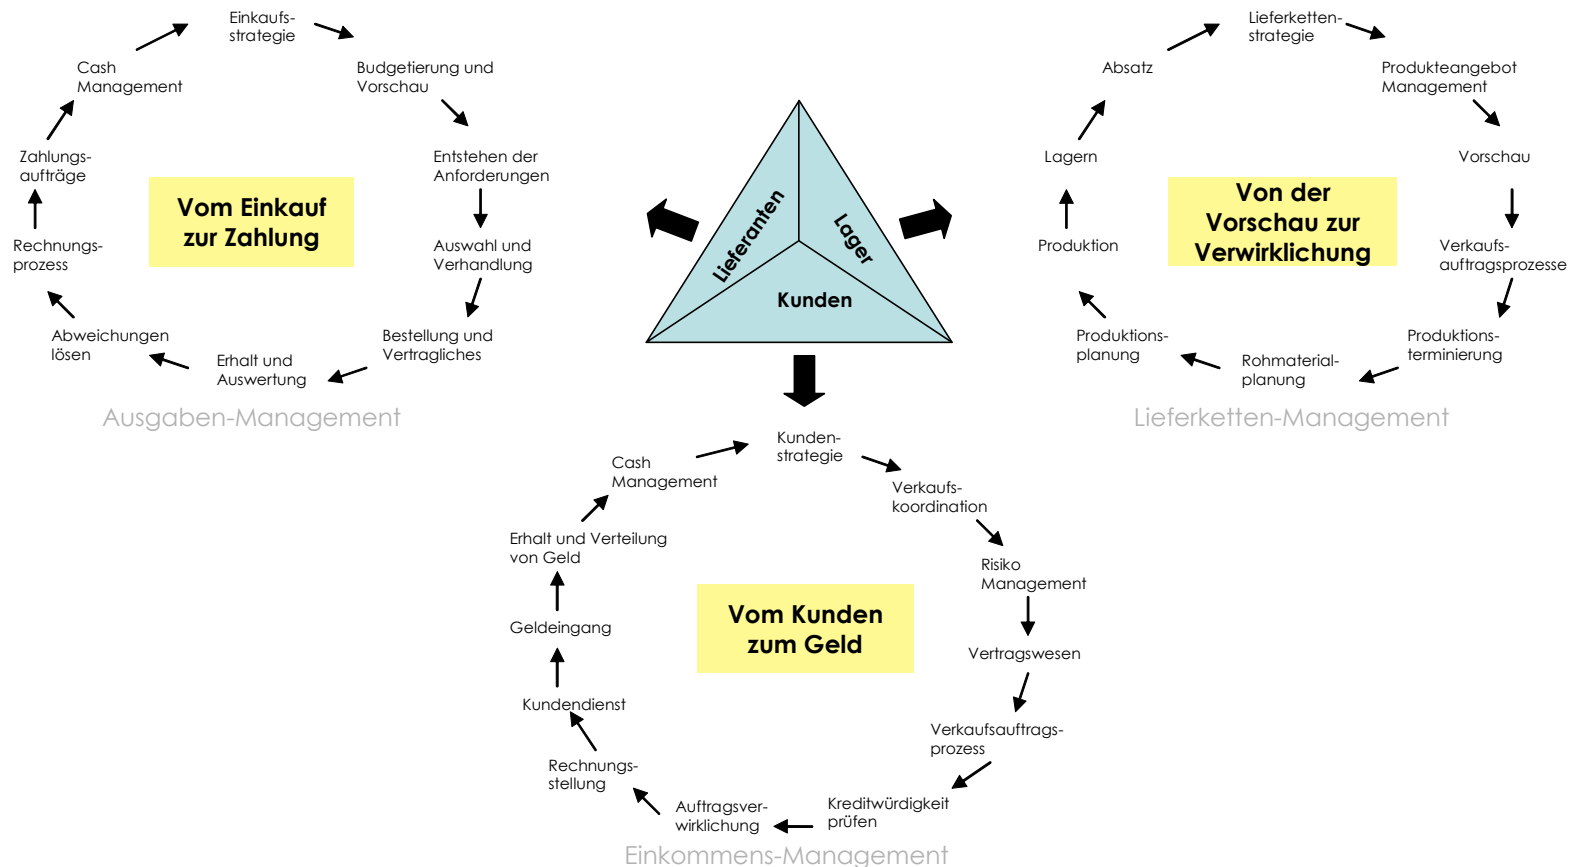 Einkaufs-
strategie
Budgetierung und
Vorschau
Entstehen der
Anforderungen
Auswahl und
Verhandlung
Bestellung und
Vertragliches
Erhalt und
Auswertung
Abweichungen
lösen
Rechnungs-
prozess
Zahlungs-
aufträge
Cash
Management
Vom Einkauf
zur Zahlung
Ausgaben-Management
Lieferanten
Lager
Kunden
Lieferketten-
strategie
Produkteangebot
Management
Vorschau
Verkaufs-
auftragsprozesse
Produktions-
terminierung
Rohmaterial-
planung
Produktions-
planung
Produktion
Lagern
Absatz
Von der
Vorschau zur
Verwirklichung
Lieferketten-Management
Kunden-
strategie
Verkaufs-
koordination
Risiko
Management
Vertragswesen
Verkaufsauftrags-
prozess
Kreditwürdigkeit
prüfen
Auftragsver-
wirklichung
Rechnungs-
stellung
Kundendienst
Geldeingang
Erhalt und Verteilung
von Geld
Cash
Management
Vom Kunden
zum Geld
Einkommens-Management